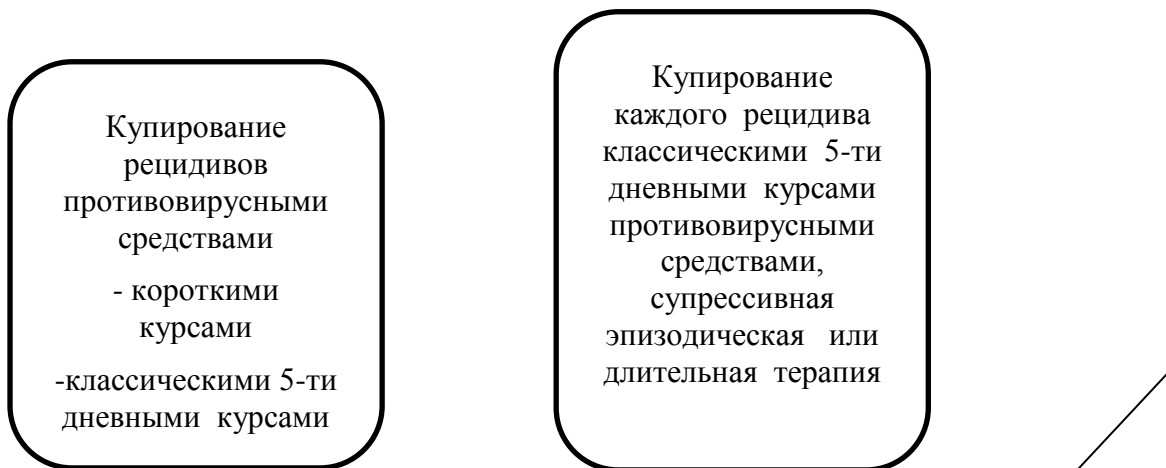 Купирование
рецидивов
противовирусными
средствами
- короткими
курсами
-классическими 5-ти
дневными курсами
Купирование
каждого рецидива
классическими 5-ти
дневными курсами
противовирусными
средствами,
супрессивная
эпизодическая или
длительная терапия